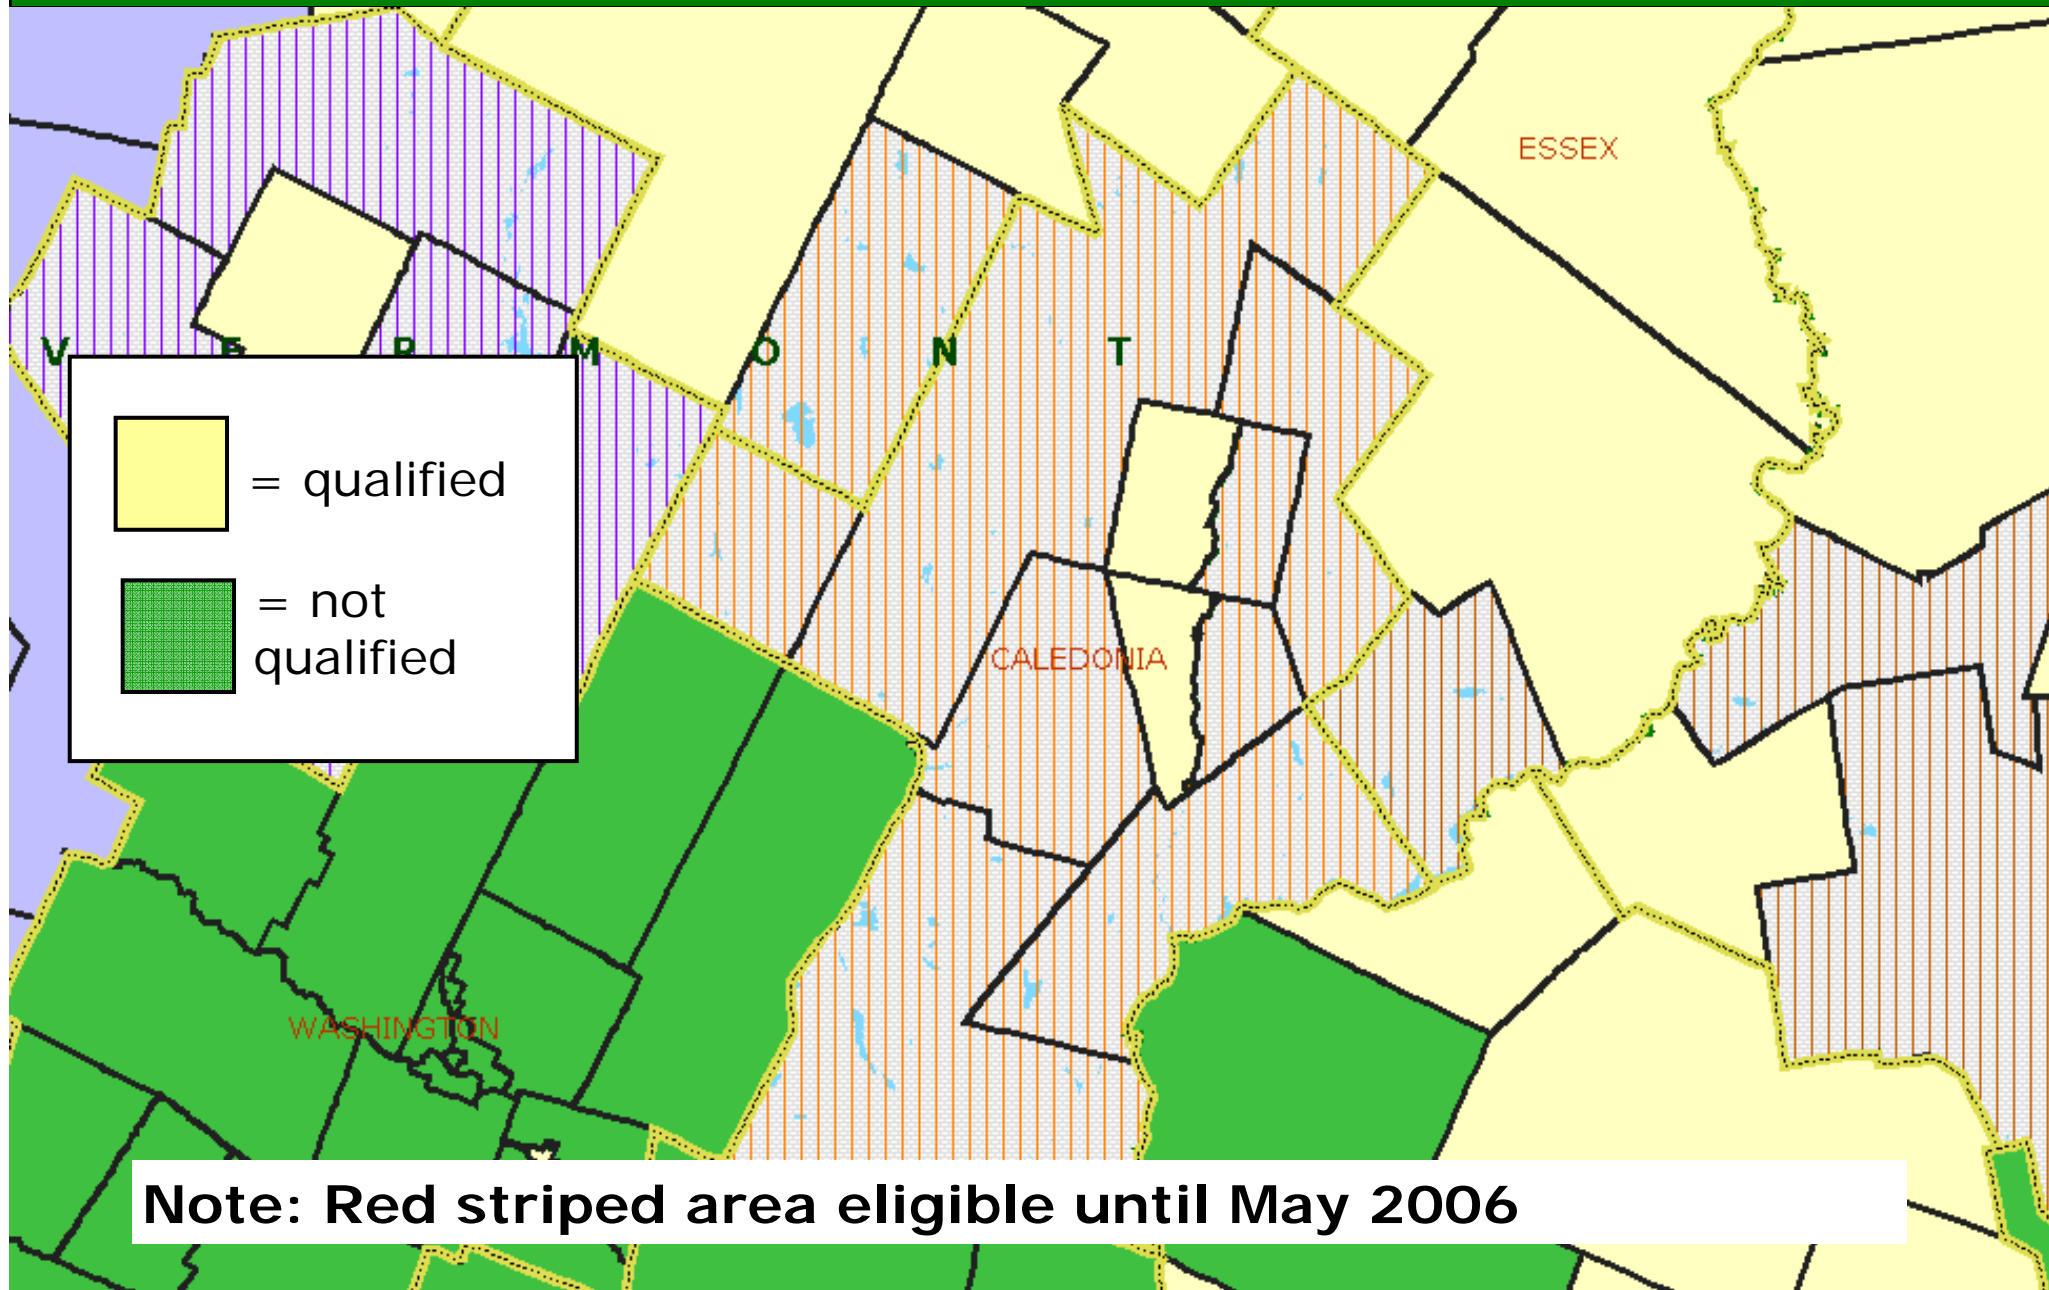 ESSEX
V E R M O N T
= qualified
= not
qualified
CALEDONIA
WASHINGTON
Note: Red striped area eligible until May 2006